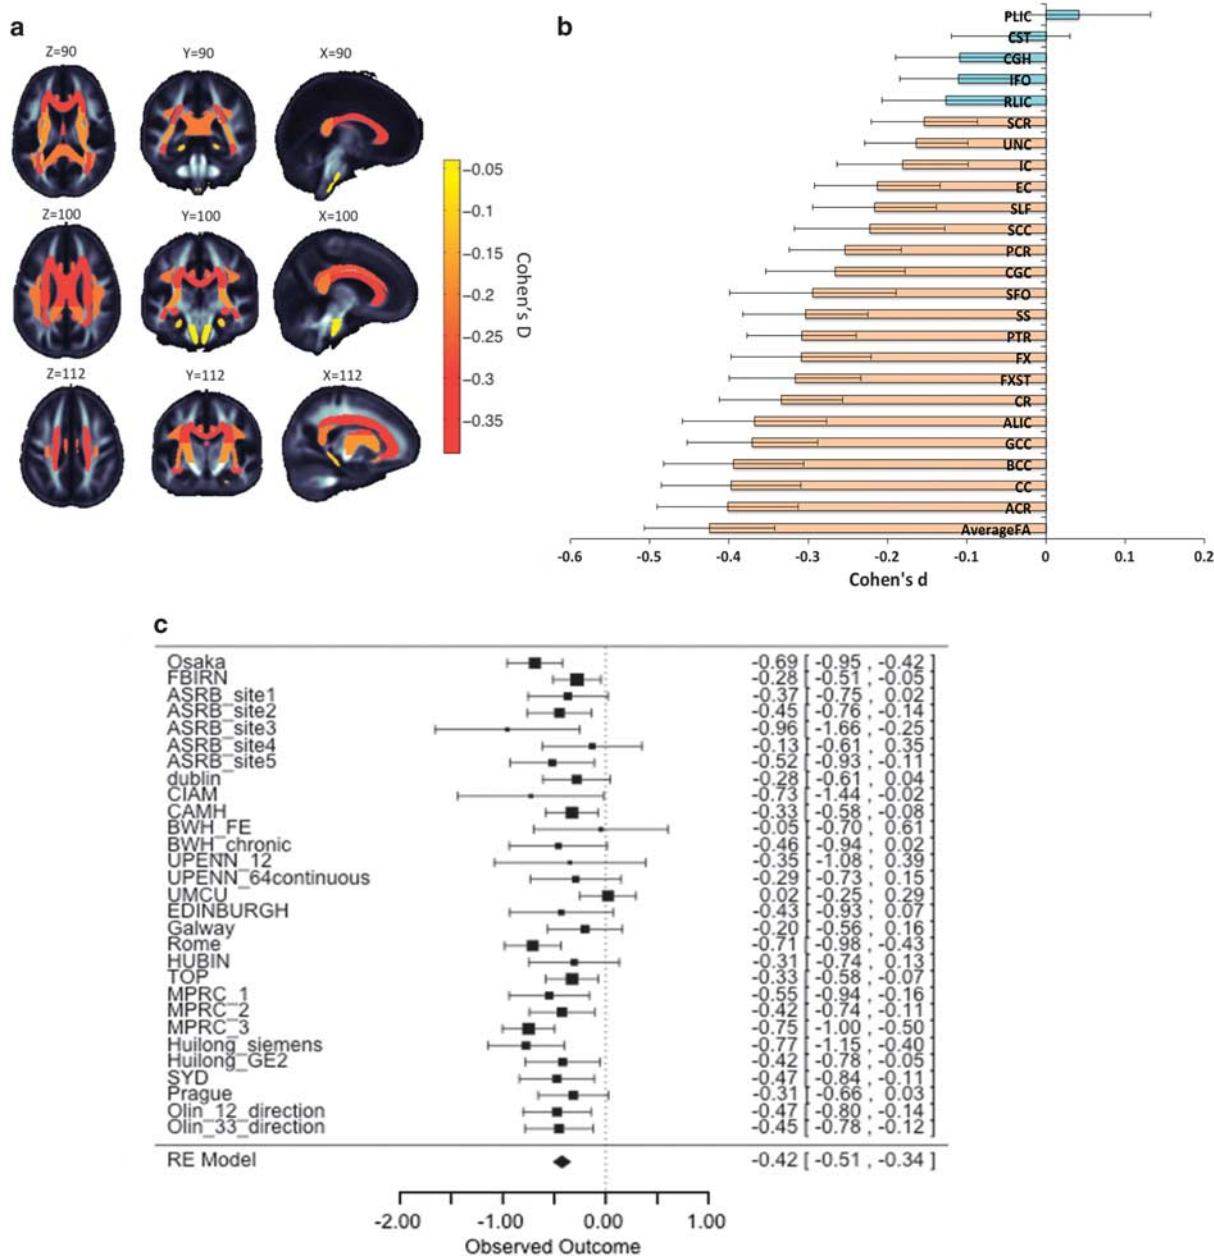 a
Z=90 Y=90 X=90
Z=100 Y=100 X=100
Z=112 Y=112 X=112
−0.05
−0.1
−0.15
−0.2
−0.25
−0.3
−0.35
Cohen's D
b
PLIC
CST
CGH
IFO
RLIC
SCR
UNC
IC
EC
SLF
SCC
PCR
CGC
SFO
SS
PTR
FX
FXST
CR
ALIC
GCC
BCC
CC
ACR
AverageFA
-0.6 -0.5 -0.4 -0.3 -0.2 -0.1 0 0.1 0.2
Cohen's d
c
Osaka -0.69 [ -0.95 , -0.42 ]
FBIRN -0.28 [ -0.51 , -0.05 ]
ASRB_site1 -0.37 [ -0.75 , 0.02 ]
ASRB_site2 -0.45 [ -0.76 , -0.14 ]
ASRB_site3 -0.96 [ -1.66 , -0.25 ]
ASRB_site4 -0.13 [ -0.61 , 0.35 ]
ASRB_site5 -0.52 [ -0.93 , -0.11 ]
dublin -0.28 [ -0.61 , 0.04 ]
CIAM -0.73 [ -1.44 , -0.02 ]
CAMH -0.33 [ -0.58 , -0.08 ]
BWH_FE -0.05 [ -0.70 , 0.61 ]
BWH_chronic -0.46 [ -0.94 , 0.02 ]
UPENN_12 -0.35 [ -1.08 , 0.39 ]
UPENN_64continuous -0.29 [ -0.73 , 0.15 ]
UMCU 0.02 [ -0.25 , 0.29 ]
EDINBURGH -0.43 [ -0.93 , 0.07 ]
Galway -0.20 [ -0.56 , 0.16 ]
Rome -0.71 [ -0.98 , -0.43 ]
HUBIN -0.31 [ -0.74 , 0.13 ]
TOP -0.33 [ -0.58 , -0.07 ]
MPRC_1 -0.55 [ -0.94 , -0.16 ]
MPRC_2 -0.42 [ -0.74 , -0.11 ]
MPRC_3 -0.75 [ -1.00 , -0.50 ]
Huilong_siemens -0.77 [ -1.15 , -0.40 ]
Huilong_GE2 -0.42 [ -0.78 , -0.05 ]
SYD -0.47 [ -0.84 , -0.11 ]
Prague -0.31 [ -0.66 , 0.03 ]
Olin_12_direction -0.47 [ -0.80 , -0.14 ]
Olin_33_direction -0.45 [ -0.78 , -0.12 ]
RE Model -0.42 [ -0.51 , -0.34 ]
-2.00 -1.00 0.00 1.00
Observed Outcome